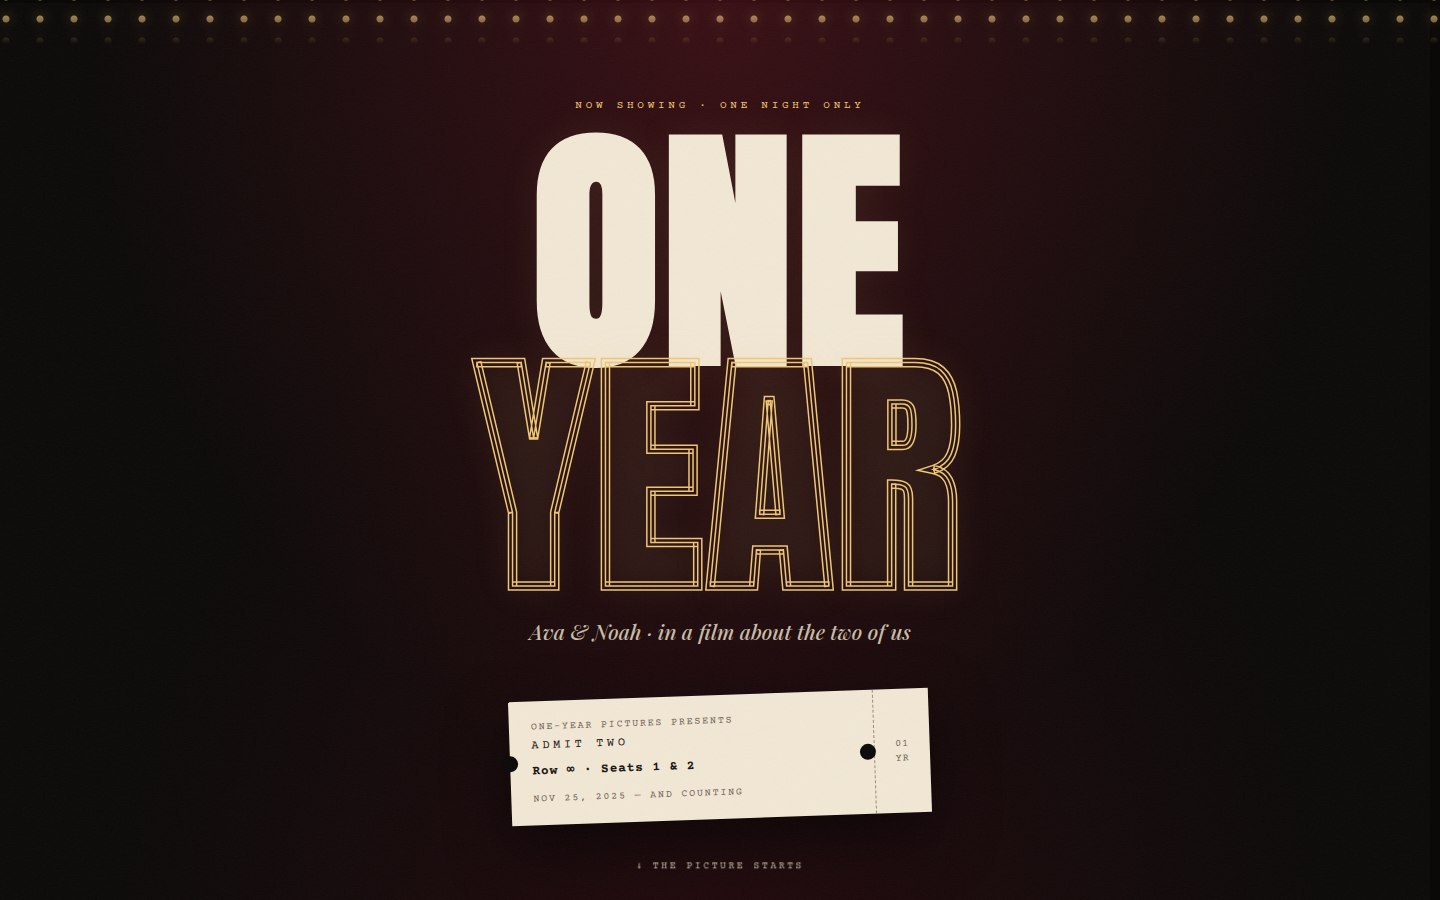 NOW SHOWING · ONE NIGHT ONLY
ONE
YEAR
Ava & Noah · in a film about the two of us
ONE-YEAR PICTURES PRESENTS
ADMIT TWO
Row ∞ · Seats 1 & 2
NOV 25, 2025 — AND COUNTING
01
YR
↓ THE PICTURE STARTS